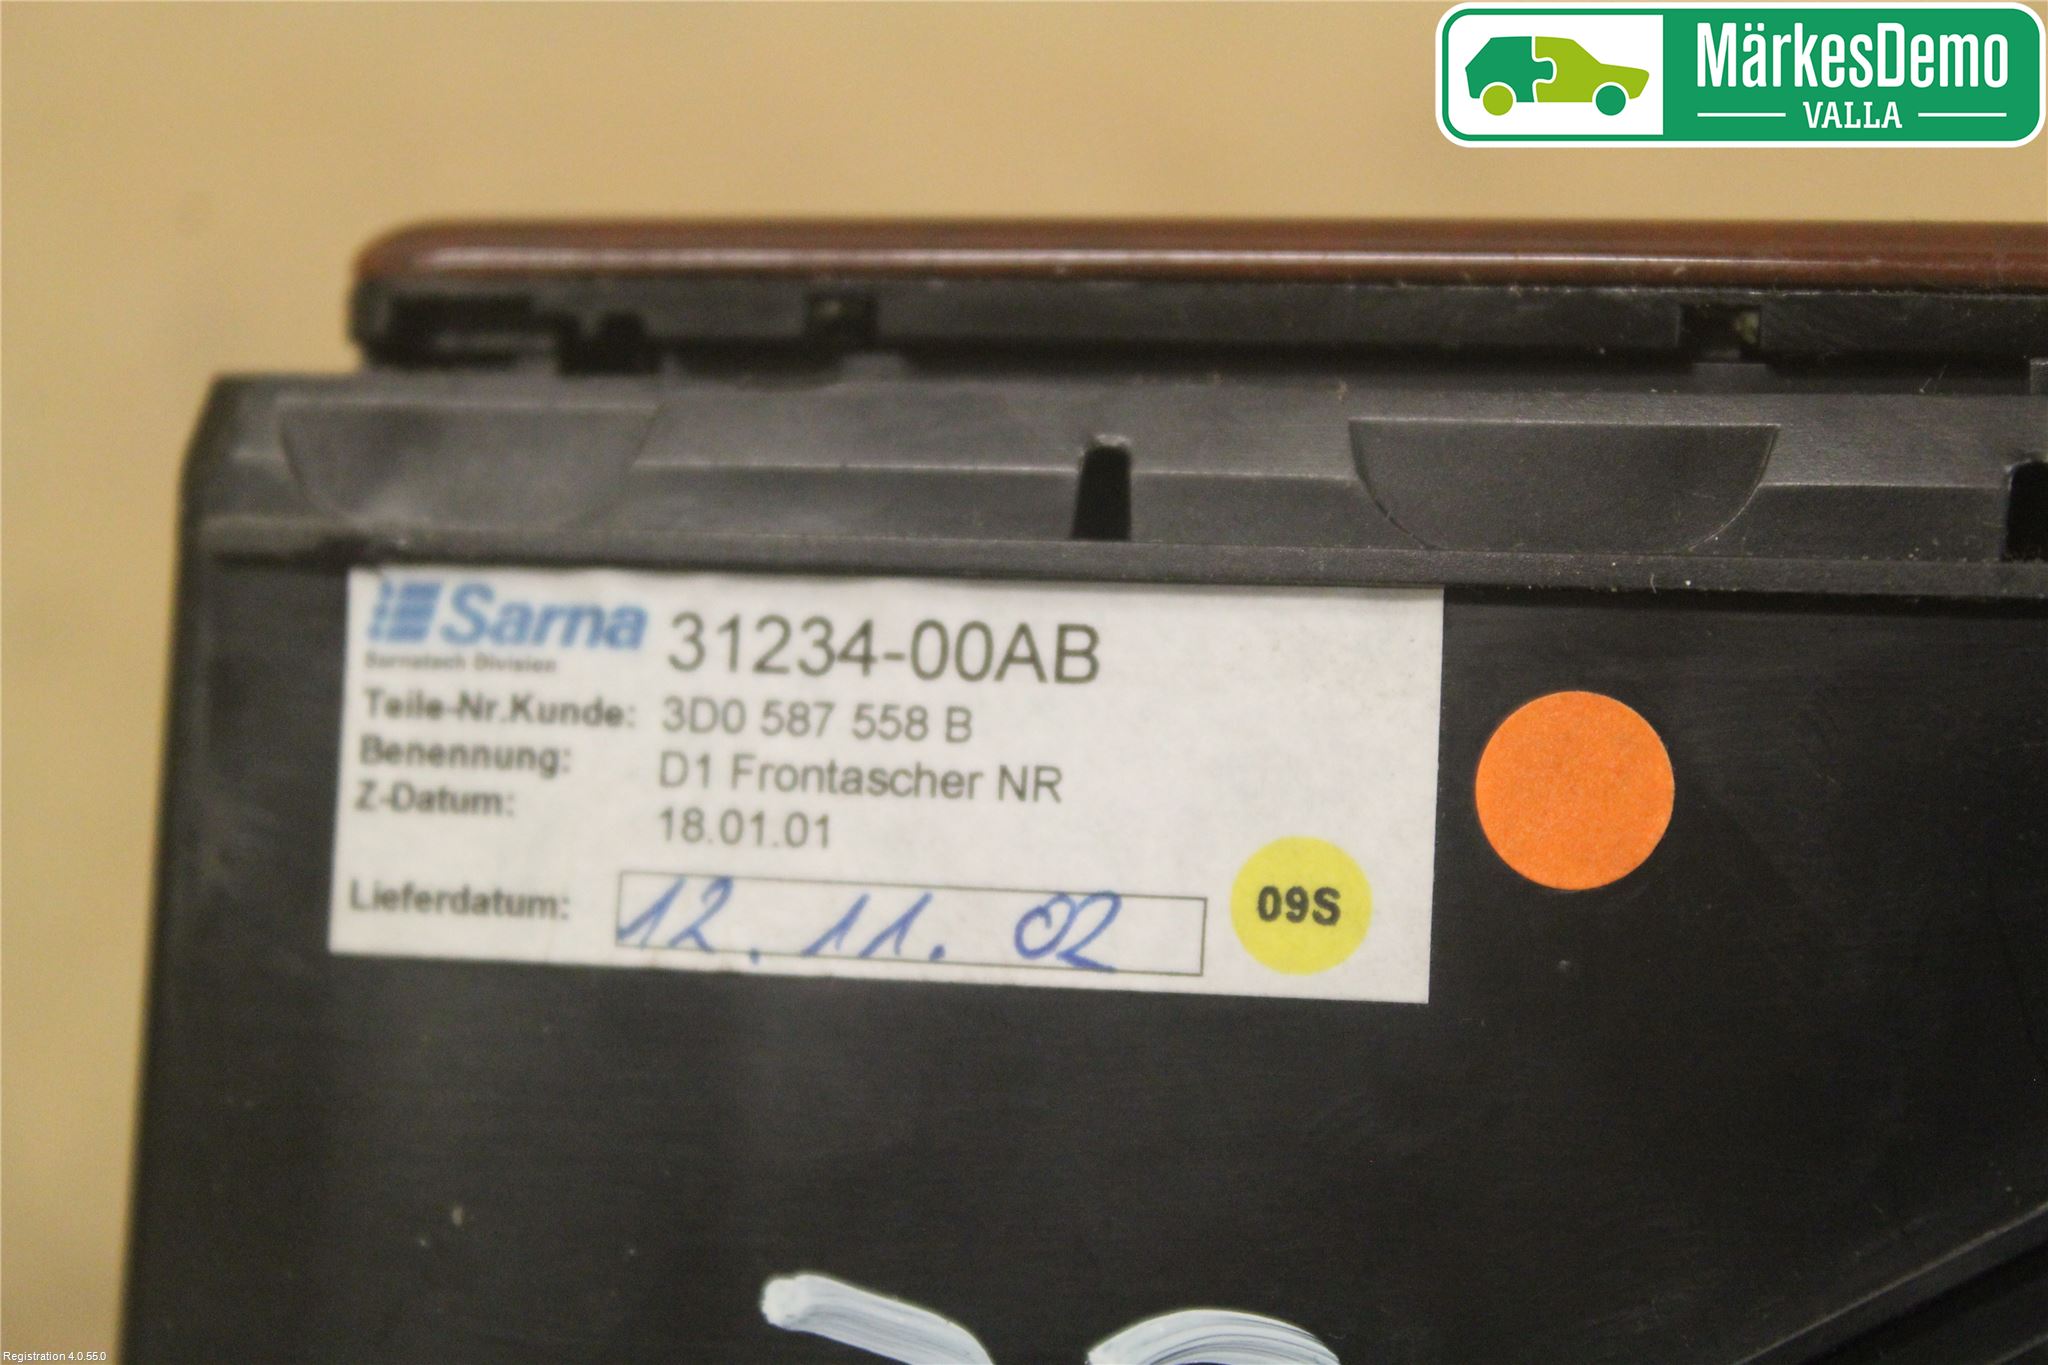 MärkesDemo
VALLA
Sarna
Sarnatech Division
31234-00AB
Teile-Nr.Kunde: 3D0 587 558 B
Benennung: D1 Frontascher NR
Z-Datum: 18.01.01
Lieferdatum: 12.11.02
09S
Registration 4.0.55.0